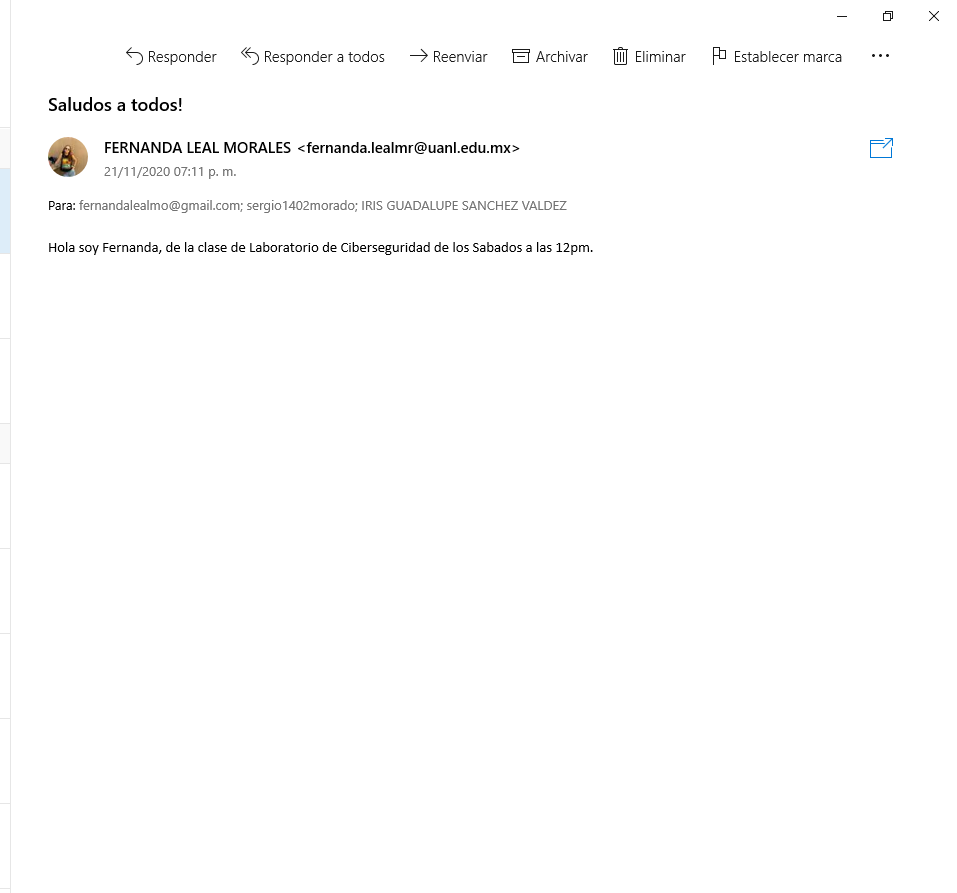 Responder Responder a todos Reenviar Archivar Eliminar Establecer marca ...
Saludos a todos!
FERNANDA LEAL MORALES <fernanda.lealmr@uanl.edu.mx>
21/11/2020 07:11 p. m.
Para: fernandalealmo@gmail.com; sergio1402morado; IRIS GUADALUPE SANCHEZ VALDEZ
Hola soy Fernanda, de la clase de Laboratorio de Ciberseguridad de los Sabados a las 12pm.